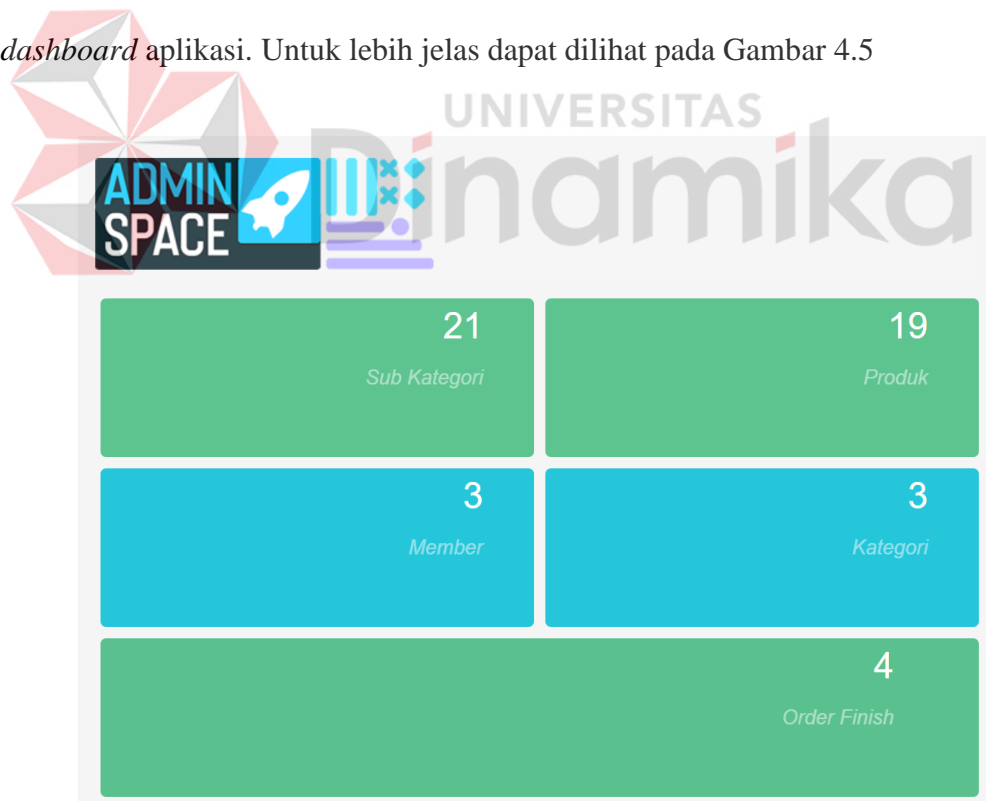 dashboard aplikasi. Untuk lebih jelas dapat dilihat pada Gambar 4.5
UNIVERSITAS
Dinamika
ADMIN
SPACE
21
Sub Kategori
19
Produk
3
Member
3
Kategori
4
Order Finish